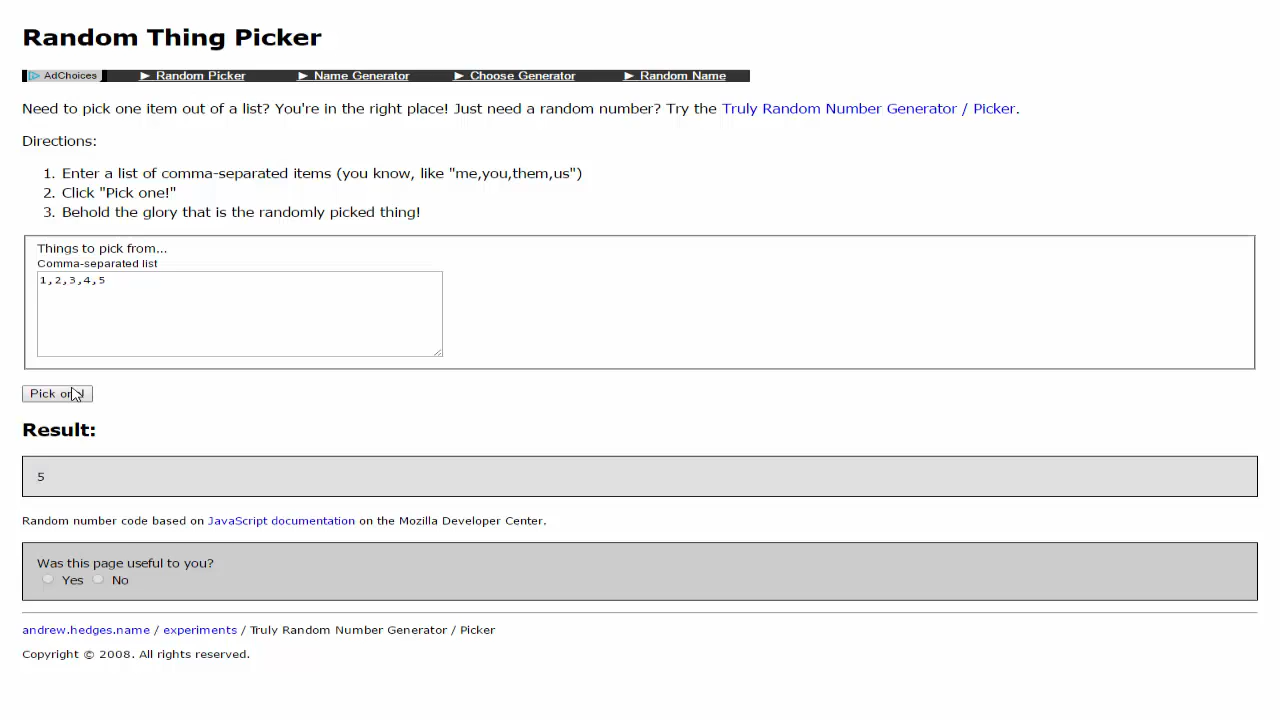 Random Thing Picker
AdChoices ► Random Picker ► Name Generator ► Choose Generator ► Random Name
Need to pick one item out of a list? You're in the right place! Just need a random number? Try the Truly Random Number Generator / Picker.
Directions:
1. Enter a list of comma-separated items (you know, like "me,you,them,us")
2. Click "Pick one!"
3. Behold the glory that is the randomly picked thing!
Things to pick from...
Comma-separated list
1,2,3,4,5
Pick one!
Result:
5
Random number code based on JavaScript documentation on the Mozilla Developer Center.
Was this page useful to you?
Yes No
andrew.hedges.name / experiments / Truly Random Number Generator / Picker
Copyright © 2008. All rights reserved.